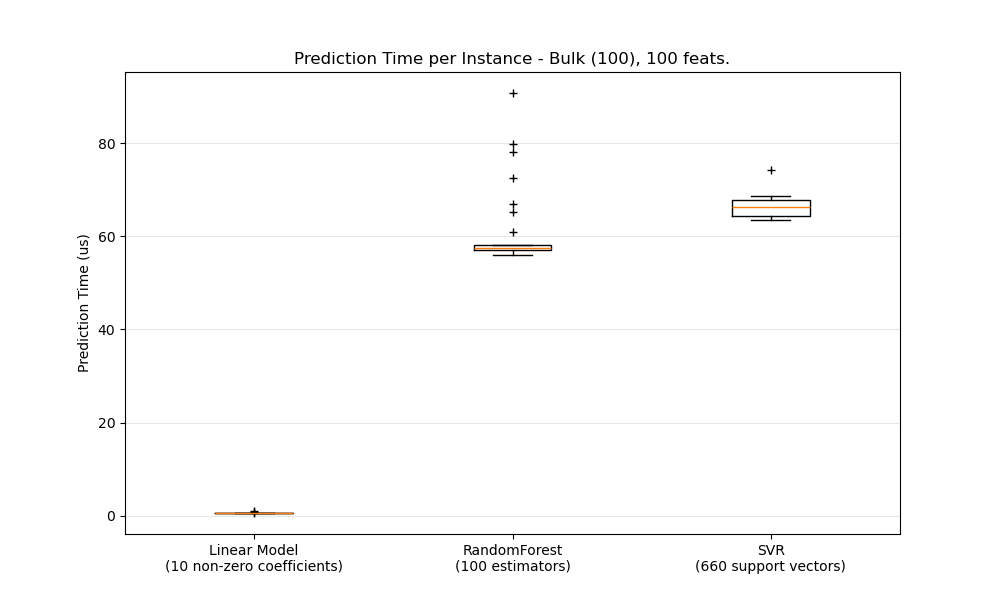 Prediction Time per Instance - Bulk (100), 100 feats.
Prediction Time (us)
80
60
40
20
0
Linear Model
(10 non-zero coefficients)
RandomForest
(100 estimators)
SVR
(660 support vectors)